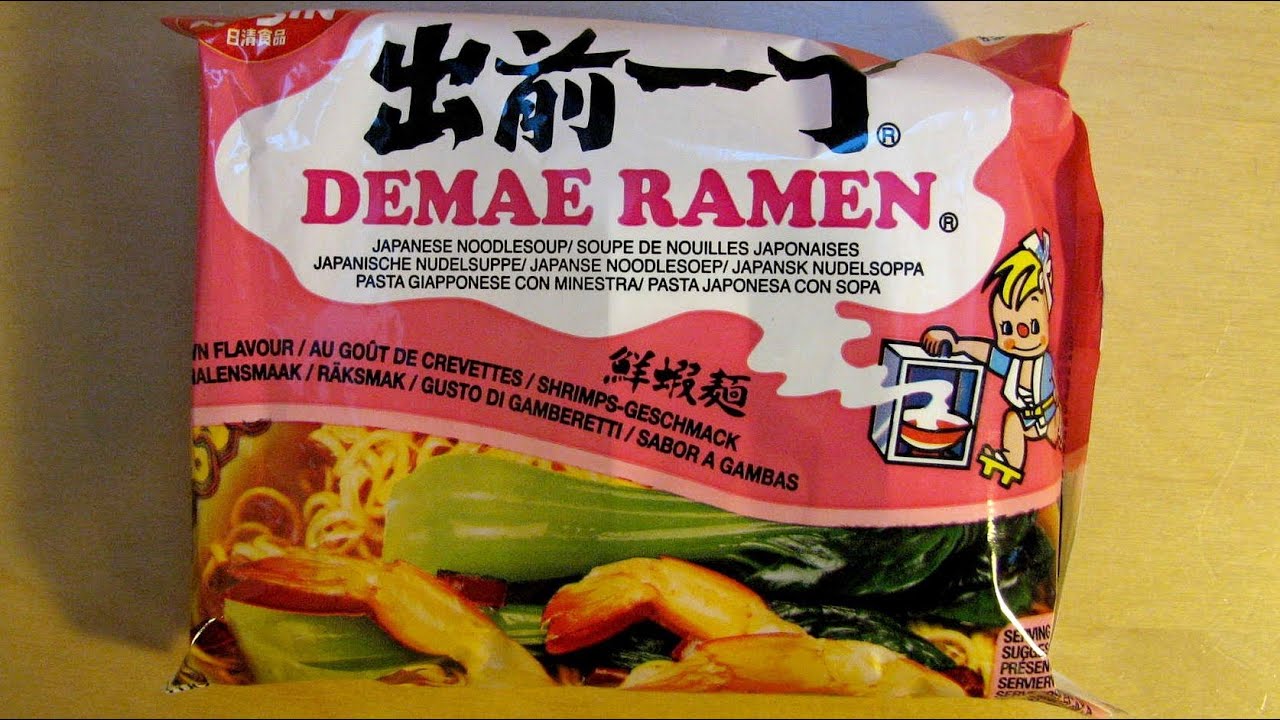 日清食品
出前一丁®
DEMAE RAMEN®
JAPANESE NOODLESOUP/ SOUPE DE NOUILLES JAPONAISES
JAPANISCHE NUDELSUPPE/ JAPANSE NOODLESOEP/ JAPANSK NUDELSOPPA
PASTA GIAPPONESE CON MINESTRA/ PASTA JAPONESA CON SOPA
FLAVOUR / AU GOÛT DE CREVETTES / SHRIMPS-GESCHMACK
/ RÄKSMAK / GUSTO DI GAMBERETTI / SABOR A GAMBAS
鮮蝦麵
SERVING